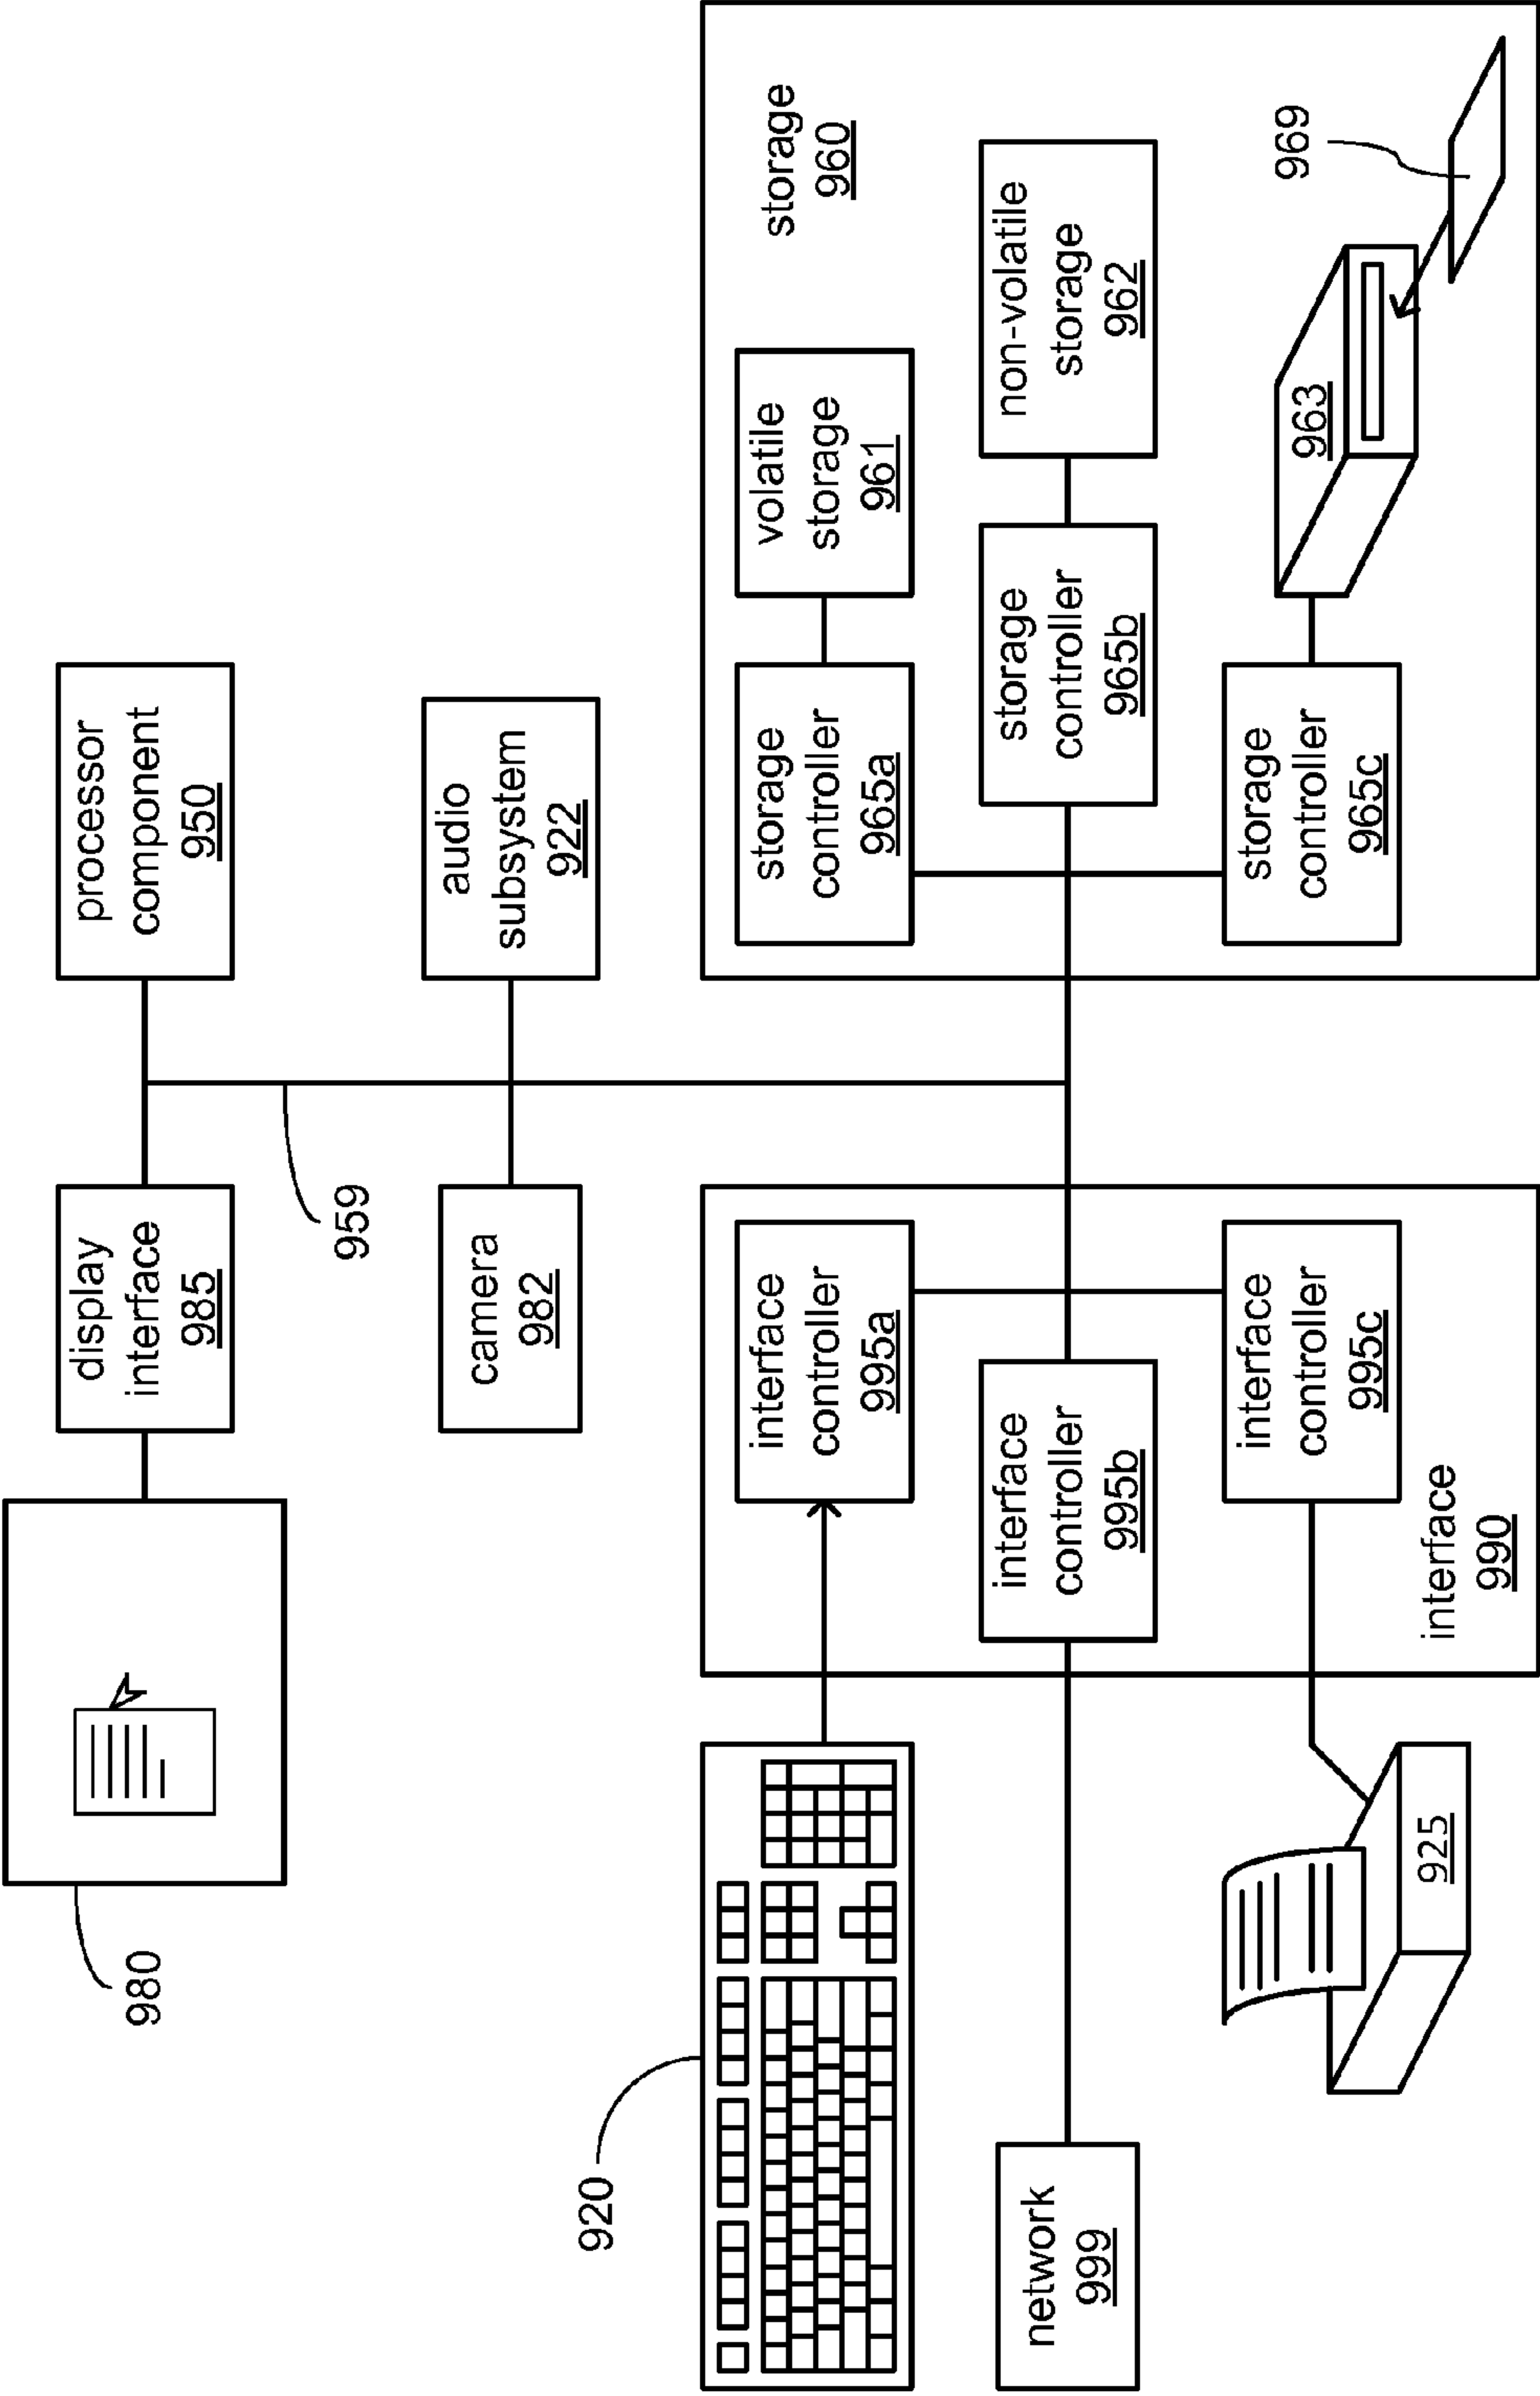 980
display
interface
985
processor
component
950
959
camera
982
audio
subsystem
922
920
interface
controller
995a
storage
controller
965a
volatile
storage
961
storage
960
network
999
interface
controller
995b
storage
controller
965b
non-volatile
storage
962
925
interface
controller
995c
interface
990
storage
controller
965c
963
969